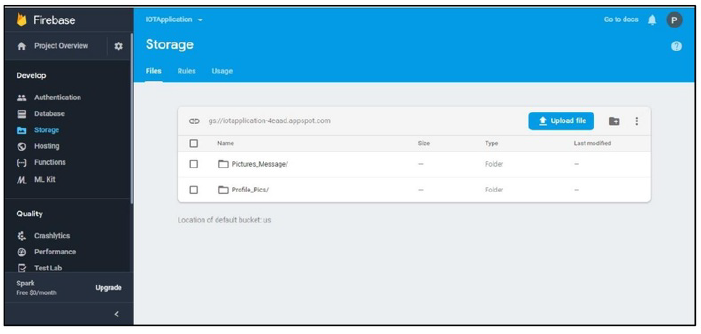 Firebase
IOTApplication
Go to docs
P
Project Overview
Storage
?
Develop
Files Rules Usage
Authentication
Database
Storage
Hosting
Functions
ML Kit
gs://iotapplication-4eaac.appspot.com
Upload file
Name Size Type Last modified
Pictures_Message/ — Folder —
Profile_Pics/ — Folder —
Location of default bucket: us
Quality
Crashlytics
Performance
Test Lab
Spark
Free $0/month
Upgrade